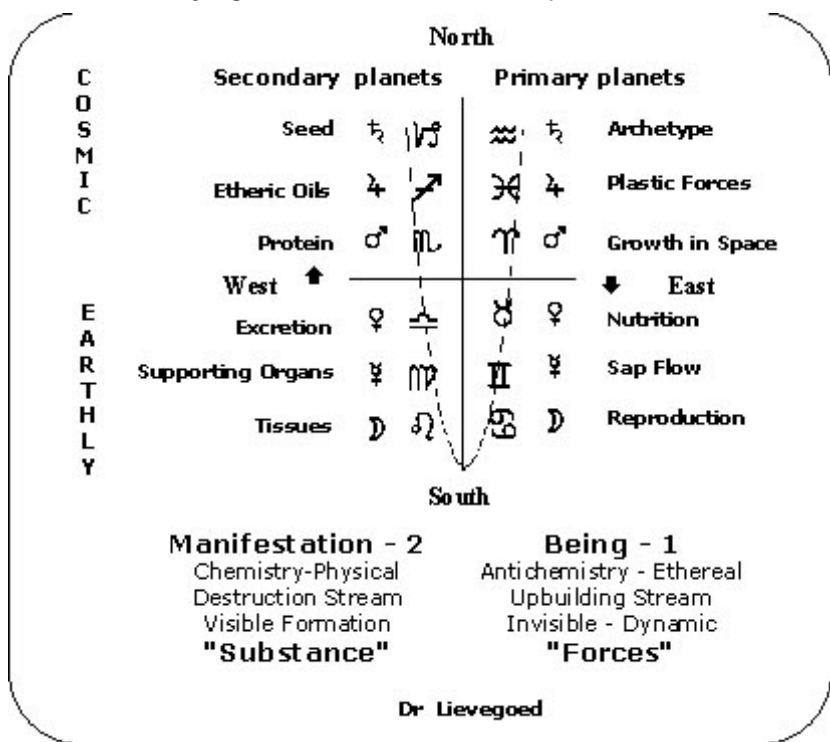 North
COSMIC
Secondary planets Primary planets
Seed ♄ ♑ ♒ ♄ Archetype
Etheric Oils ♃ ♐ ♓ ♃ Plastic Forces
Protein ♂ ♏ ♈ ♂ Growth in Space
West East
EARTHLY
Excretion ♀ ♎ ♉ ♀ Nutrition
Supporting Organs ☿ ♍ ♊ ☿ Sap Flow
Tissues ☽ ♌ ♋ ☽ Reproduction
South
Manifestation - 2 Being - 1
Chemistry-Physical Antichemistry - Ethereal
Destruction Stream Upbuilding Stream
Visible Formation Invisible - Dynamic
"Substance" "Forces"
Dr Lievegoed